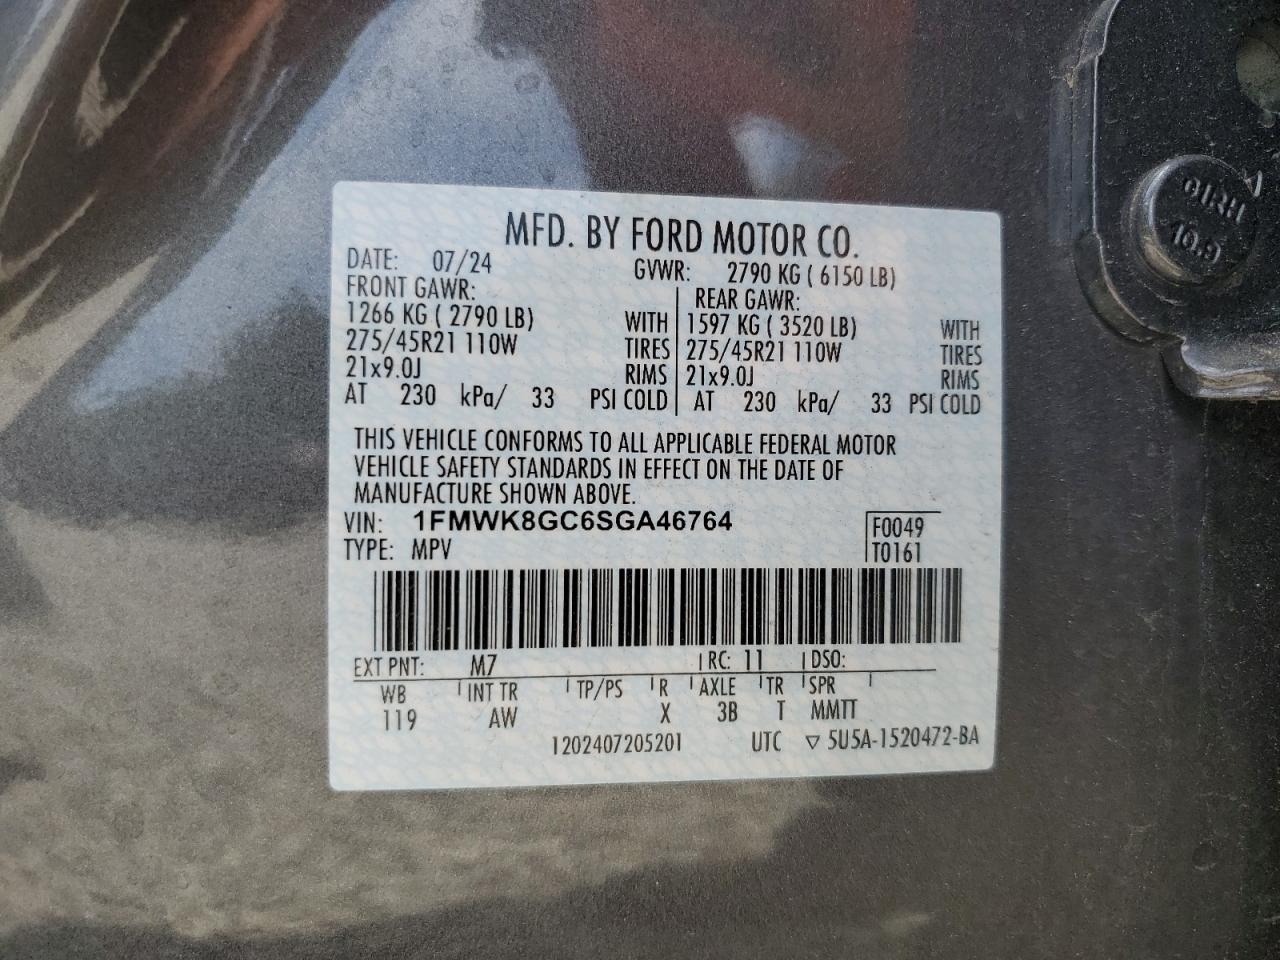 MFD. BY FORD MOTOR CO.
DATE: 07/24 GVWR: 2790 KG ( 6150 LB)
FRONT GAWR: REAR GAWR:
1266 KG ( 2790 LB) WITH 1597 KG ( 3520 LB) WITH
275/45R21 110W TIRES 275/45R21 110W TIRES
21x9.0J RIMS 21x9.0J RIMS
AT 230 kPa/ 33 PSI COLD AT 230 kPa/ 33 PSI COLD
THIS VEHICLE CONFORMS TO ALL APPLICABLE FEDERAL MOTOR
VEHICLE SAFETY STANDARDS IN EFFECT ON THE DATE OF
MANUFACTURE SHOWN ABOVE.
VIN: 1FMWK8GC6SGA46764 F0049
TYPE: MPV T0161
EXT PNT: M7 RC: 11 DSO:
WB INT TR TP/PS R AXLE TR SPR
119 AW X 3B T MMTT
1202407205201 UTC ▽ 5U5A-1520472-BA
10.9